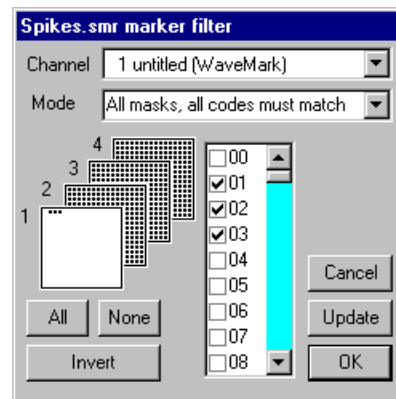 Spikes.smr marker filter
Channel 1 untitled (WaveMark)
Mode All masks, all codes must match
4
3
2
1
00
01
02
03
04
05
06
07
08
Cancel
All None Update
Invert OK